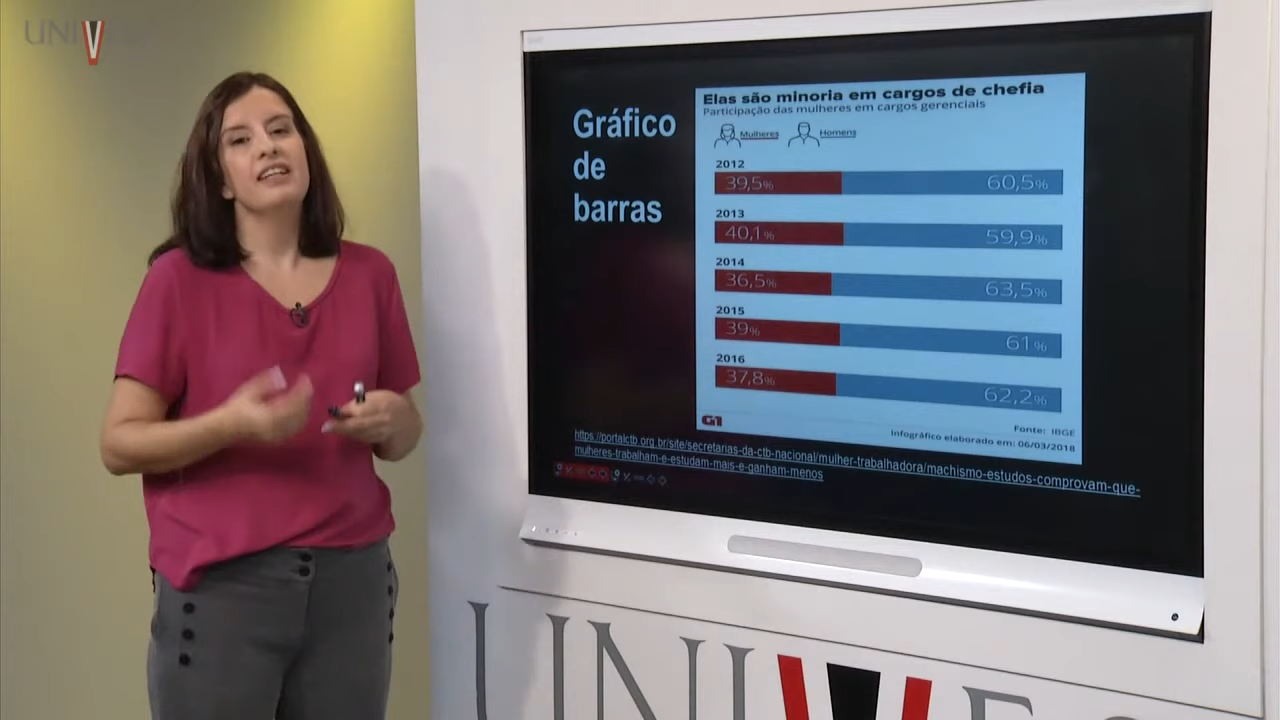 UNIV
Gráfico
de
barras
Elas são minoria em cargos de chefia
Participação das mulheres em cargos gerenciais
Mulheres Homens
2012
39,5% 60,5%
2013
40,1% 59,9%
2014
36,5% 63,5%
2015
39% 61%
2016
37,8% 62,2%
G1
Fonte: IBGE
Infográfico elaborado em: 06/03/2018
https://portalctb.org.br/site/secretarias-da-ctb-nacional/mulher-trabalhadora/machismo-estudos-comprovam-que-
mulheres-trabalham-e-estudam-mais-e-ganham-menos
UNIVES